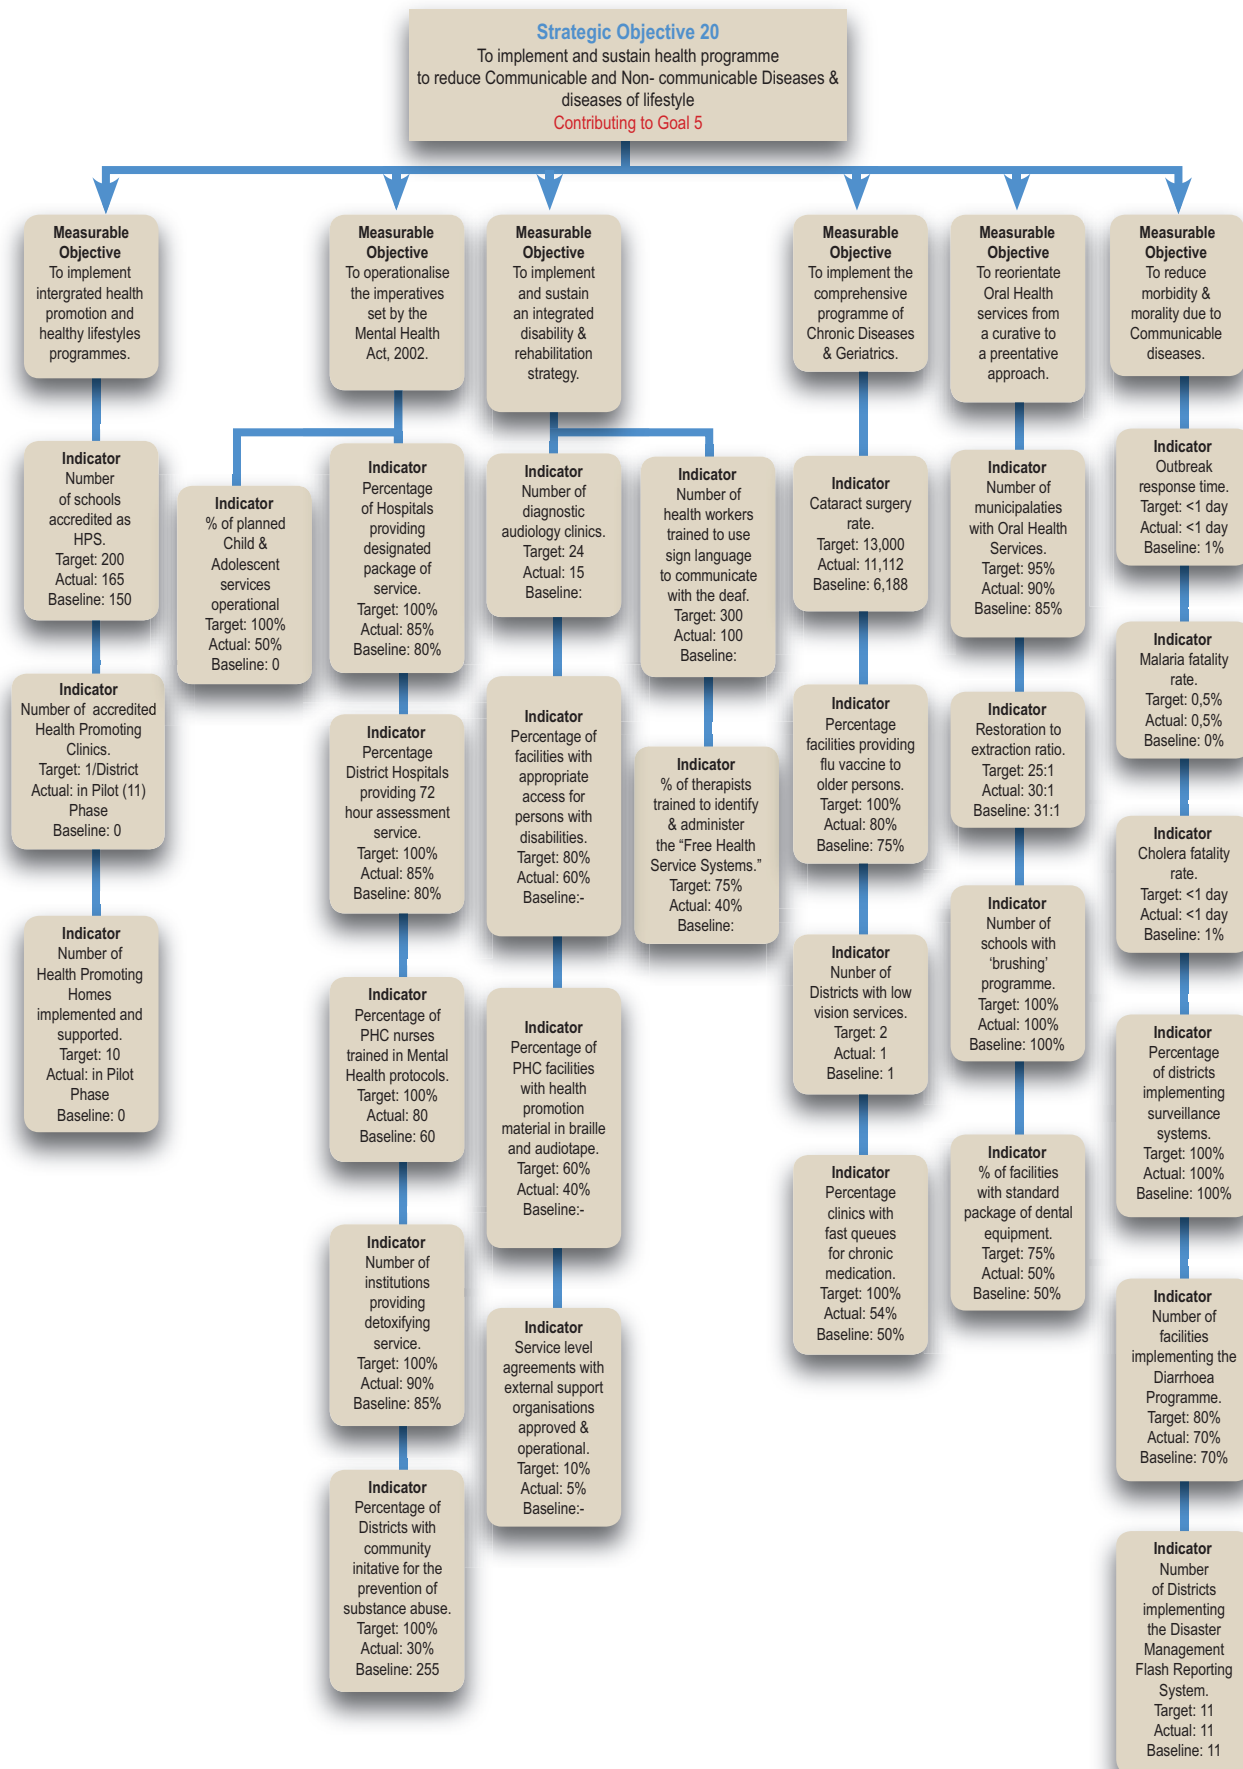 Strategic Objective 20
To implement and sustain health programme
to reduce Communicable and Non- communicable Diseases &
diseases of lifestyle
Contributing to Goal 5
Measurable
Objective
To implement
intergrated health
promotion and
healthy lifestyles
programmes.
Indicator
Number
of schools
accredited as
HPS.
Target: 200
Actual: 165
Baseline: 150
Indicator
Number of accredited
Health Promoting
Clinics.
Target: 1/District
Actual: in Pilot (11)
Phase
Baseline: 0
Indicator
Number of
Health Promoting
Homes
implemented and
supported.
Target: 10
Actual: in Pilot
Phase
Baseline: 0
Measurable
Objective
To operationalise
the imperatives
set by the
Mental Health
Act, 2002.
Indicator
% of planned
Child &
Adolescent
services
operational
Target: 100%
Actual: 50%
Baseline: 0
Indicator
Percentage
of Hospitals
providing
designated
package of
service.
Target: 100%
Actual: 85%
Baseline: 80%
Indicator
Percentage
District Hospitals
providing 72
hour assessment
service.
Target: 100%
Actual: 85%
Baseline: 80%
Indicator
Percentage of
PHC nurses
trained in Mental
Health protocols.
Target: 100%
Actual: 80
Baseline: 60
Indicator
Number of
institutions
providing
detoxifying
service.
Target: 100%
Actual: 90%
Baseline: 85%
Indicator
Percentage of
Districts with
community
initative for the
prevention of
substance abuse.
Target: 100%
Actual: 30%
Baseline: 255
Measurable
Objective
To implement
and sustain
an integrated
disability &
rehabilitation
strategy.
Indicator
Number of
diagnostic
audiology clinics.
Target: 24
Actual: 15
Baseline:
Indicator
Percentage of
facilities with
appropriate
access for
persons with
disabilities.
Target: 80%
Actual: 60%
Baseline:-
Indicator
Percentage of
PHC facilities
with health
promotion
material in braille
and audiotape.
Target: 60%
Actual: 40%
Baseline:-
Indicator
Service level
agreements with
external support
organisations
approved &
operational.
Target: 10%
Actual: 5%
Baseline:-
Indicator
Number of
health workers
trained to use
sign language
to communicate
with the deaf.
Target: 300
Actual: 100
Baseline:
Indicator
% of therapists
trained to identify
& administer
the “Free Health
Service Systems.”
Target: 75%
Actual: 40%
Baseline:
Measurable
Objective
To implement the
comprehensive
programme of
Chronic Diseases
& Geriatrics.
Indicator
Cataract surgery
rate.
Target: 13,000
Actual: 11,112
Baseline: 6,188
Indicator
Percentage
facilities providing
flu vaccine to
older persons.
Target: 100%
Actual: 80%
Baseline: 75%
Indicator
Nunber of
Districts with low
vision services.
Target: 2
Actual: 1
Baseline: 1
Indicator
Percentage
clinics with
fast queues
for chronic
medication.
Target: 100%
Actual: 54%
Baseline: 50%
Measurable
Objective
To reorientate
Oral Health
services from
a curative to
a preentative
approach.
Indicator
Number of
municipalaties
with Oral Health
Services.
Target: 95%
Actual: 90%
Baseline: 85%
Indicator
Restoration to
extraction ratio.
Target: 25:1
Actual: 30:1
Baseline: 31:1
Indicator
Number of
schools with
‘brushing’
programme.
Target: 100%
Actual: 100%
Baseline: 100%
Indicator
% of facilities
with standard
package of dental
equipment.
Target: 75%
Actual: 50%
Baseline: 50%
Measurable
Objective
To reduce
morbidity &
morality due to
Communicable
diseases.
Indicator
Outbreak
response time.
Target: <1 day
Actual: <1 day
Baseline: 1%
Indicator
Malaria fatality
rate.
Target: 0,5%
Actual: 0,5%
Baseline: 0%
Indicator
Cholera fatality
rate.
Target: <1 day
Actual: <1 day
Baseline: 1%
Indicator
Percentage
of districts
implementing
surveillance
systems.
Target: 100%
Actual: 100%
Baseline: 100%
Indicator
Number of
facilities
implementing the
Diarrhoea
Programme.
Target: 80%
Actual: 70%
Baseline: 70%
Indicator
Number
of Districts
implementing
the Disaster
Management
Flash Reporting
System.
Target: 11
Actual: 11
Baseline: 11